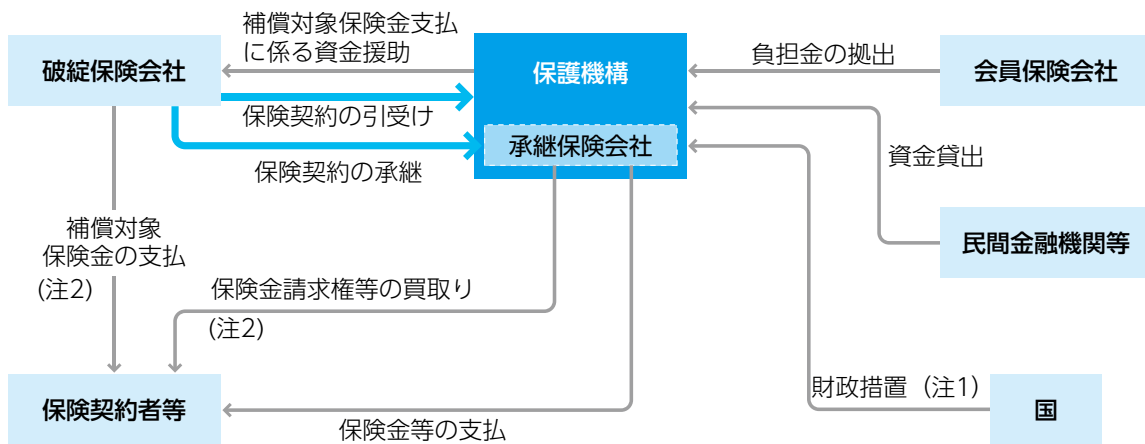 補償対象保険金支払
に係る資金援助
破綻保険会社
保護機構
負担金の拠出
会員保険会社
保険契約の引受け
承継保険会社
保険契約の承継
資金貸出
補償対象
保険金の支払
(注2)
民間金融機関等
保険金請求権等の買取り
(注2)
財政措置（注1）
保険契約者等
国
保険金等の支払